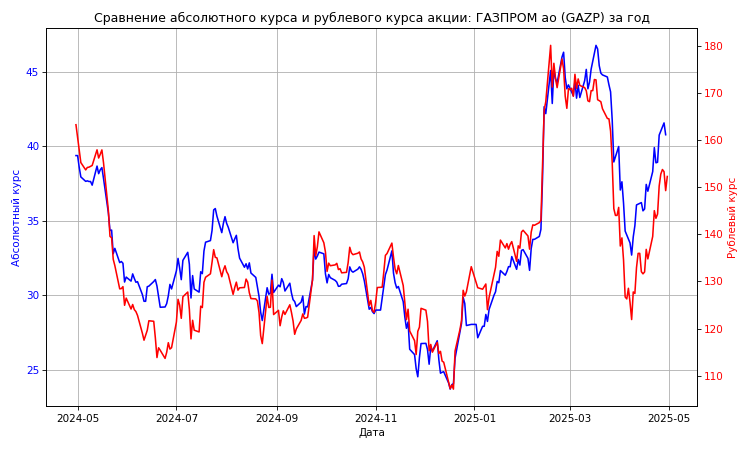 Сравнение абсолютного курса и рублевого курса акции: ГАЗПРОМ ао (GAZP) за год
Абсолютный курс
45
40
35
30
25
180
170
160
150
140
130
120
110
Рублевый курс
2024-05 2024-07 2024-09 2024-11 2025-01 2025-03 2025-05
Дата